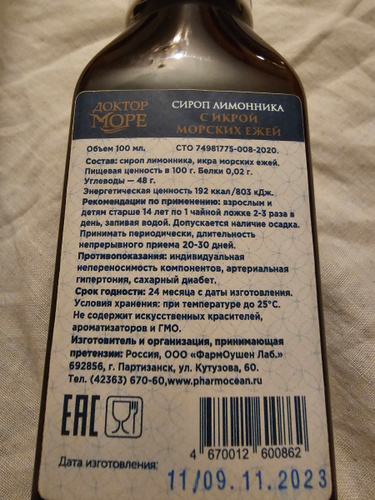 ДОКТОР
МОРЕ
СИРОП ЛИМОННИКА
С ИКРОЙ
МОРСКИХ ЕЖЕЙ
Объем 100 мл. СТО 74981775-008-2020.
Состав: сироп лимонника, икра морских ежей.
Пищевая ценность в 100 г. Белки 0,02 г.
Углеводы – 48 г.
Энергетическая ценность 192 ккал/803 кДж.
Рекомендации по применению: взрослым и
детям старше 14 лет по 1 чайной ложке 2-3 раза в
день, запивая водой. Допускается наличие осадка.
Принимать периодически, длительность
непрерывного приема 20-30 дней.
Противопоказания: индивидуальная
непереносимость компонентов, артериальная
гипертония, сахарный диабет.
Срок годности: 24 месяца с даты изготовления.
Условия хранения: при температуре до 25°С.
Не содержит искусственных красителей,
ароматизаторов и ГМО.
Изготовитель и организация, принимающая
претензии: Россия, ООО «ФармОушен Лаб.»
692856, г. Партизанск, ул. Кутузова, 60.
Тел. (42363) 670-60,www.pharmocean.ru
EAC
4 670012 600862
Дата изготовления:
11/09.11.2023